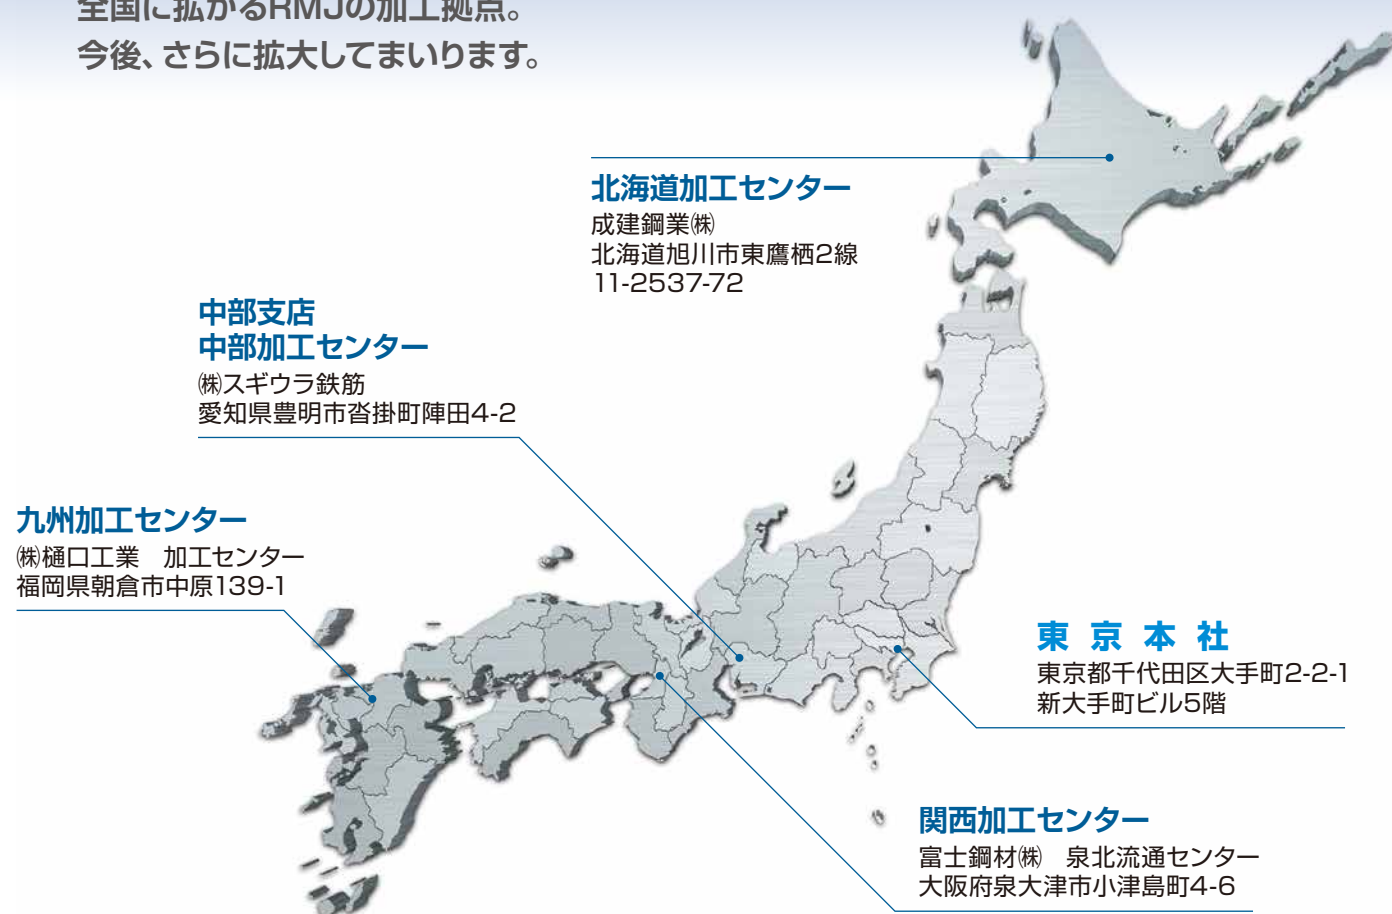 全国に拡がるRMJの加工拠点。
今後、さらに拡大してまいります。
北海道加工センター
成建鋼業㈱
北海道旭川市東鷹栖2線
11-2537-72
中部支店
中部加工センター
㈱スギウラ鉄筋
愛知県豊明市沓掛町陣田4-2
九州加工センター
㈱樋口工業　加工センター
福岡県朝倉市中原139-1
東 京 本 社
東京都千代田区大手町2-2-1
新大手町ビル5階
関西加工センター
富士鋼材㈱　泉北流通センター
大阪府泉大津市小津島町4-6